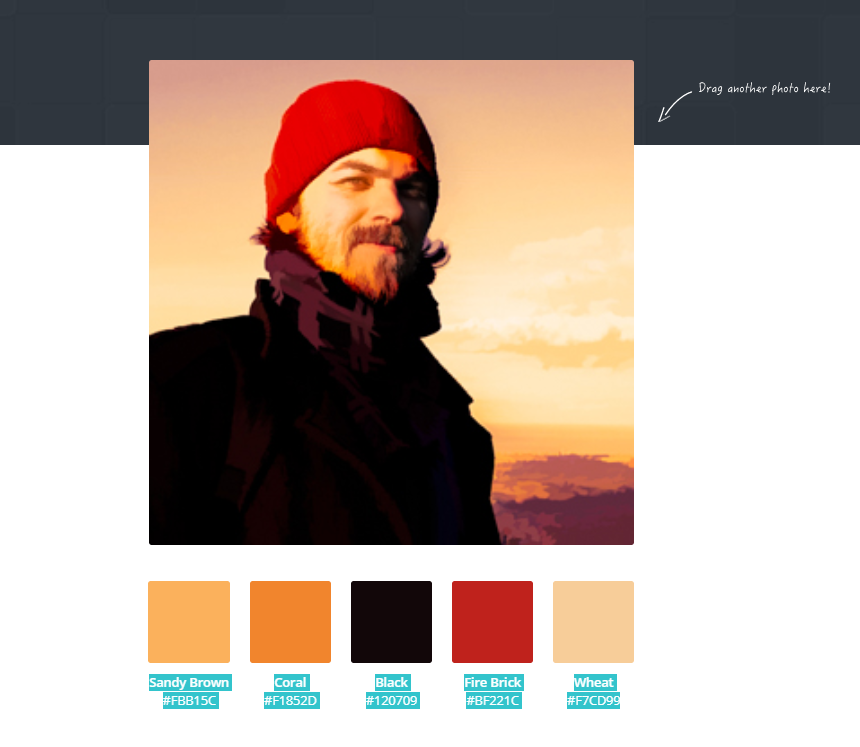 Drag another photo here!
Sandy Brown
#FBB15C
Coral
#F1852D
Black
#120709
Fire Brick
#BF221C
Wheat
#F7CD99